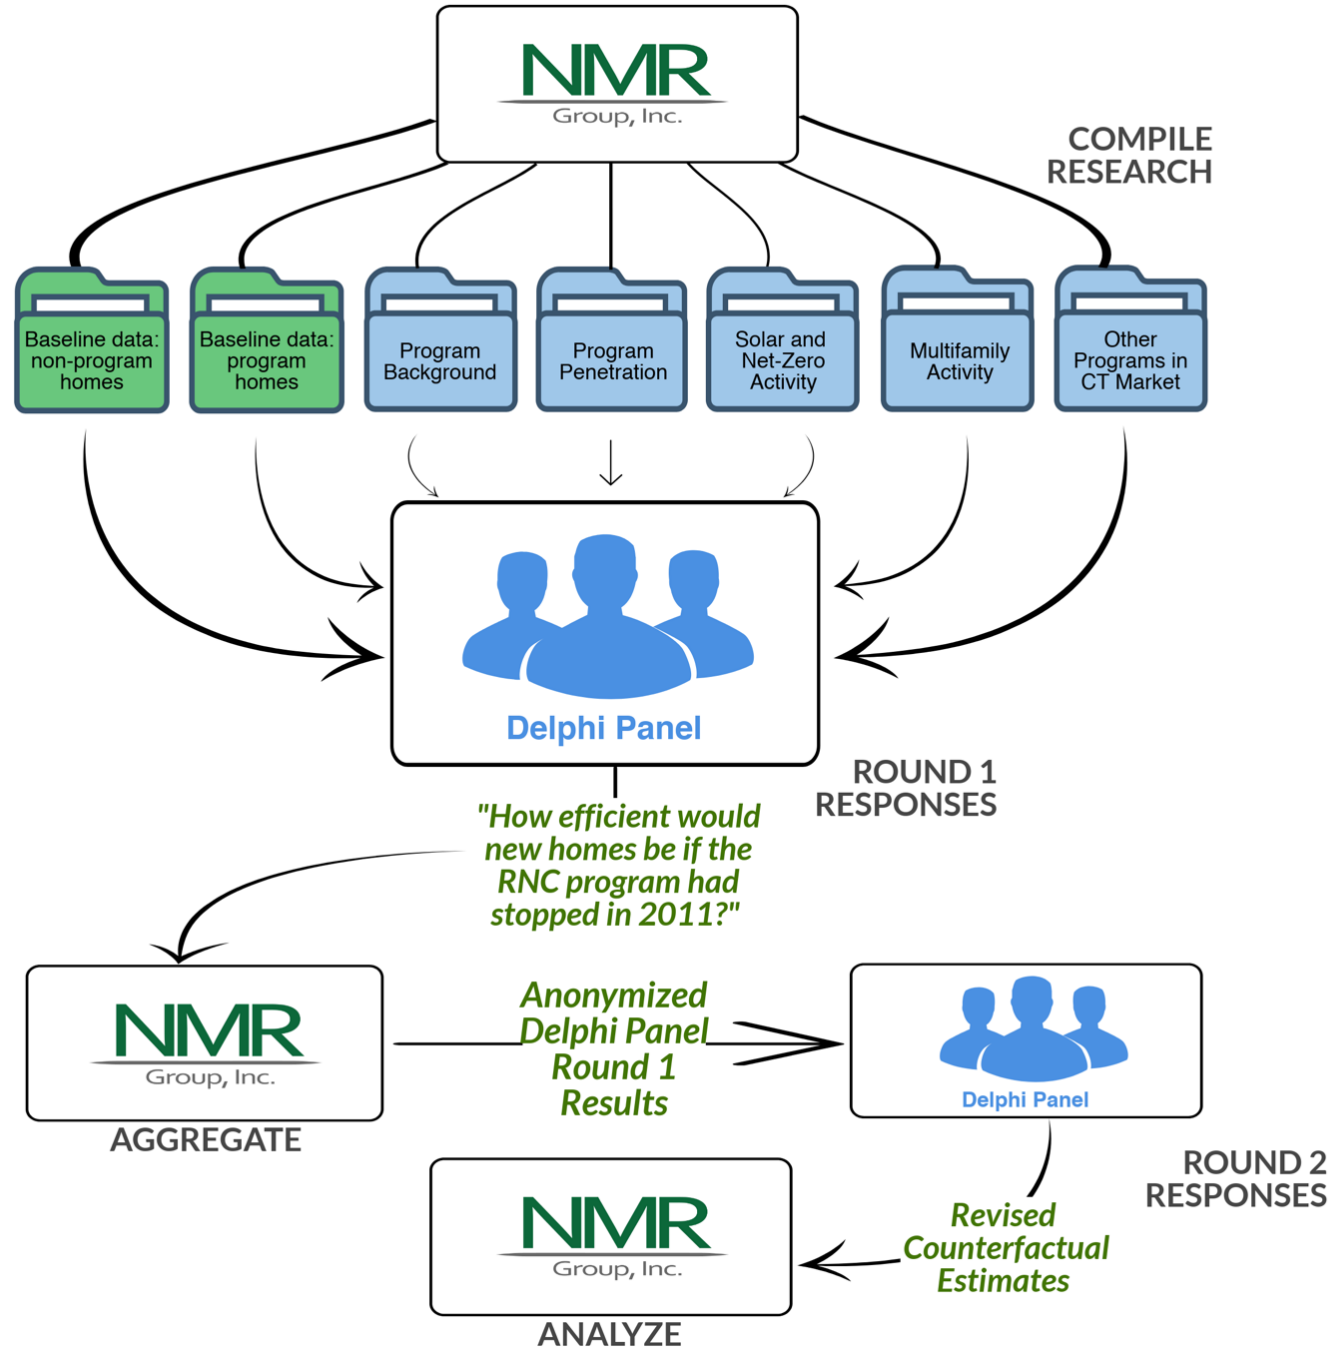 NMR
Group, Inc.
COMPILE
RESEARCH
Baseline data:
non-program
homes
Baseline data:
program
homes
Program
Background
Program
Penetration
Solar and
Net-Zero
Activity
Multifamily
Activity
Other
Programs in
CT Market
Delphi Panel
ROUND 1
RESPONSES
"How efficient would
new homes be if the
RNC program had
stopped in 2011?"
NMR
Group, Inc.
AGGREGATE
Anonymized
Delphi Panel
Round 1
Results
Delphi Panel
ROUND 2
RESPONSES
Revised
Counterfactual
Estimates
NMR
Group, Inc.
ANALYZE